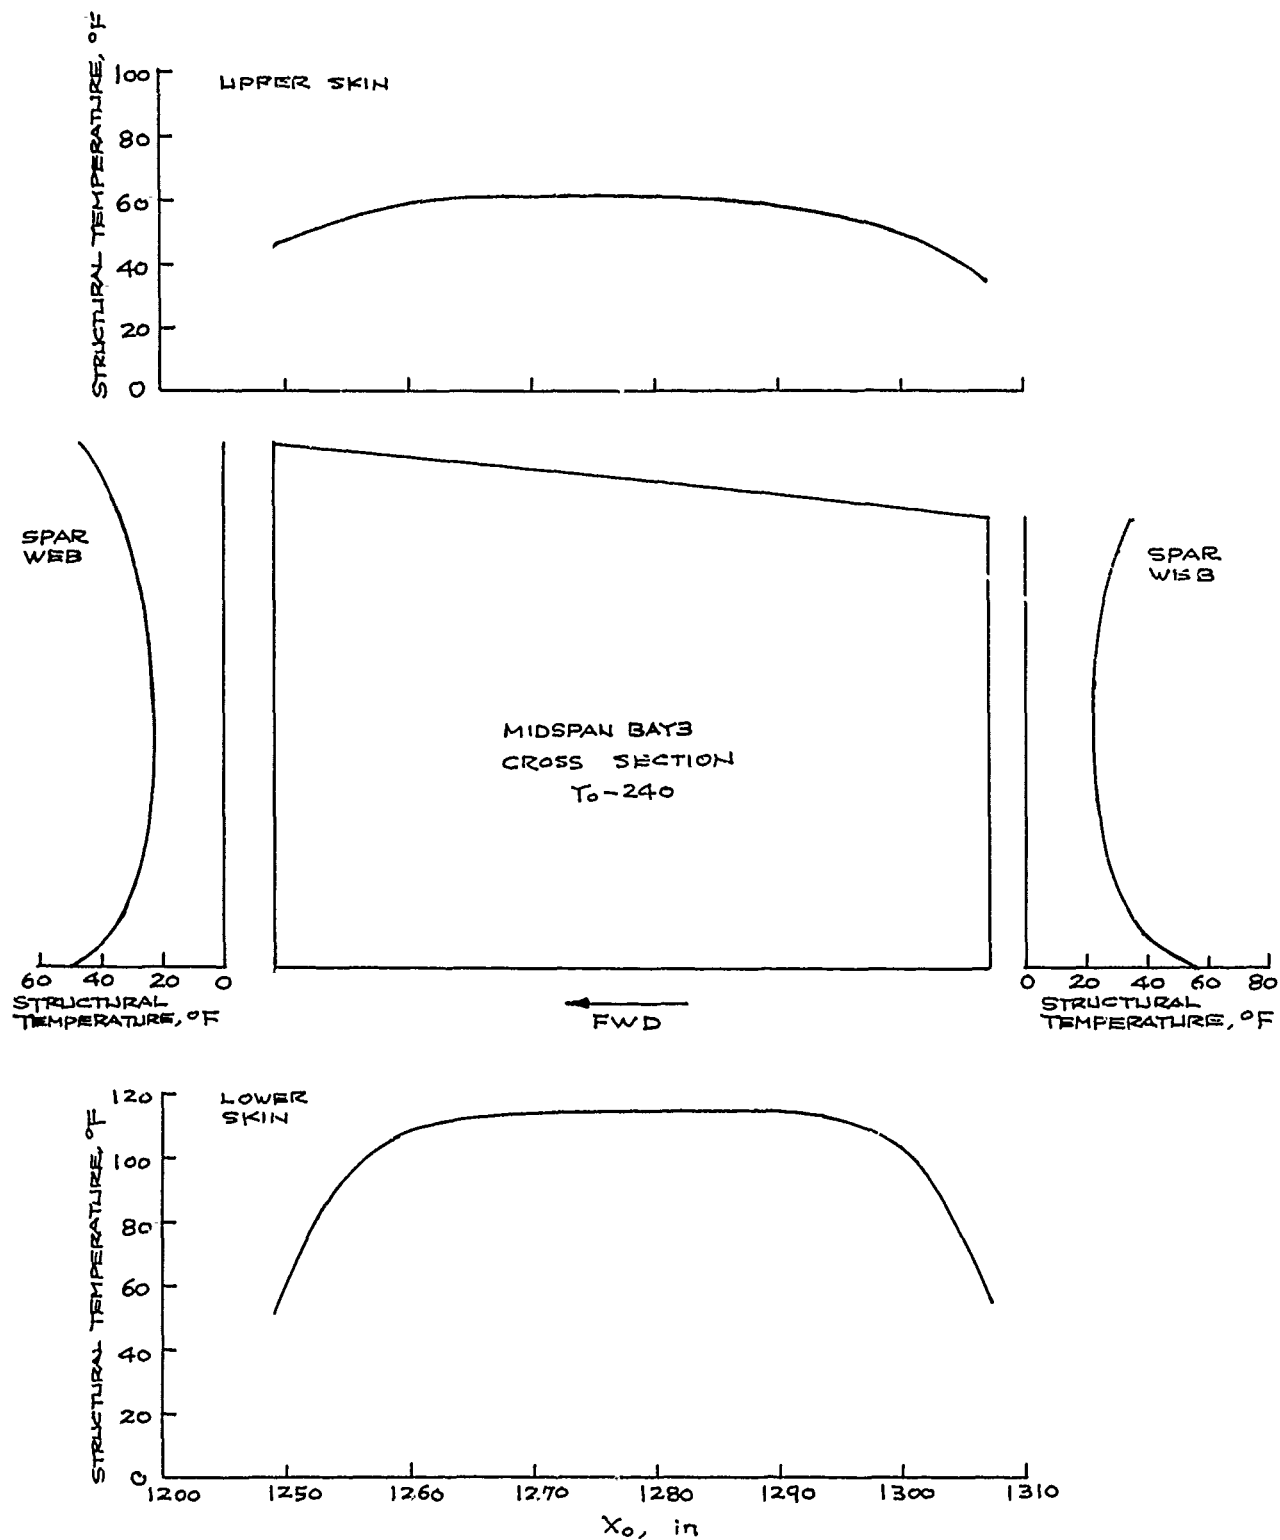 STRUCTURAL TEMPERATURE, °F
UPPER SKIN
100
80
60
40
20
0
SPAR
WEB
SPAR
WEB
MIDSPAN BAY3
CROSS SECTION
Yo-240
60 40 20 0
STRUCTURAL
TEMPERATURE, °F
FWD
0 20 40 60 80
STRUCTURAL
TEMPERATURE, °F
STRUCTURAL TEMPERATURE, °F
LOWER
SKIN
120
100
80
60
40
20
0
1200 1250 1260 1270 1280 1290 1300 1310
Xo, in